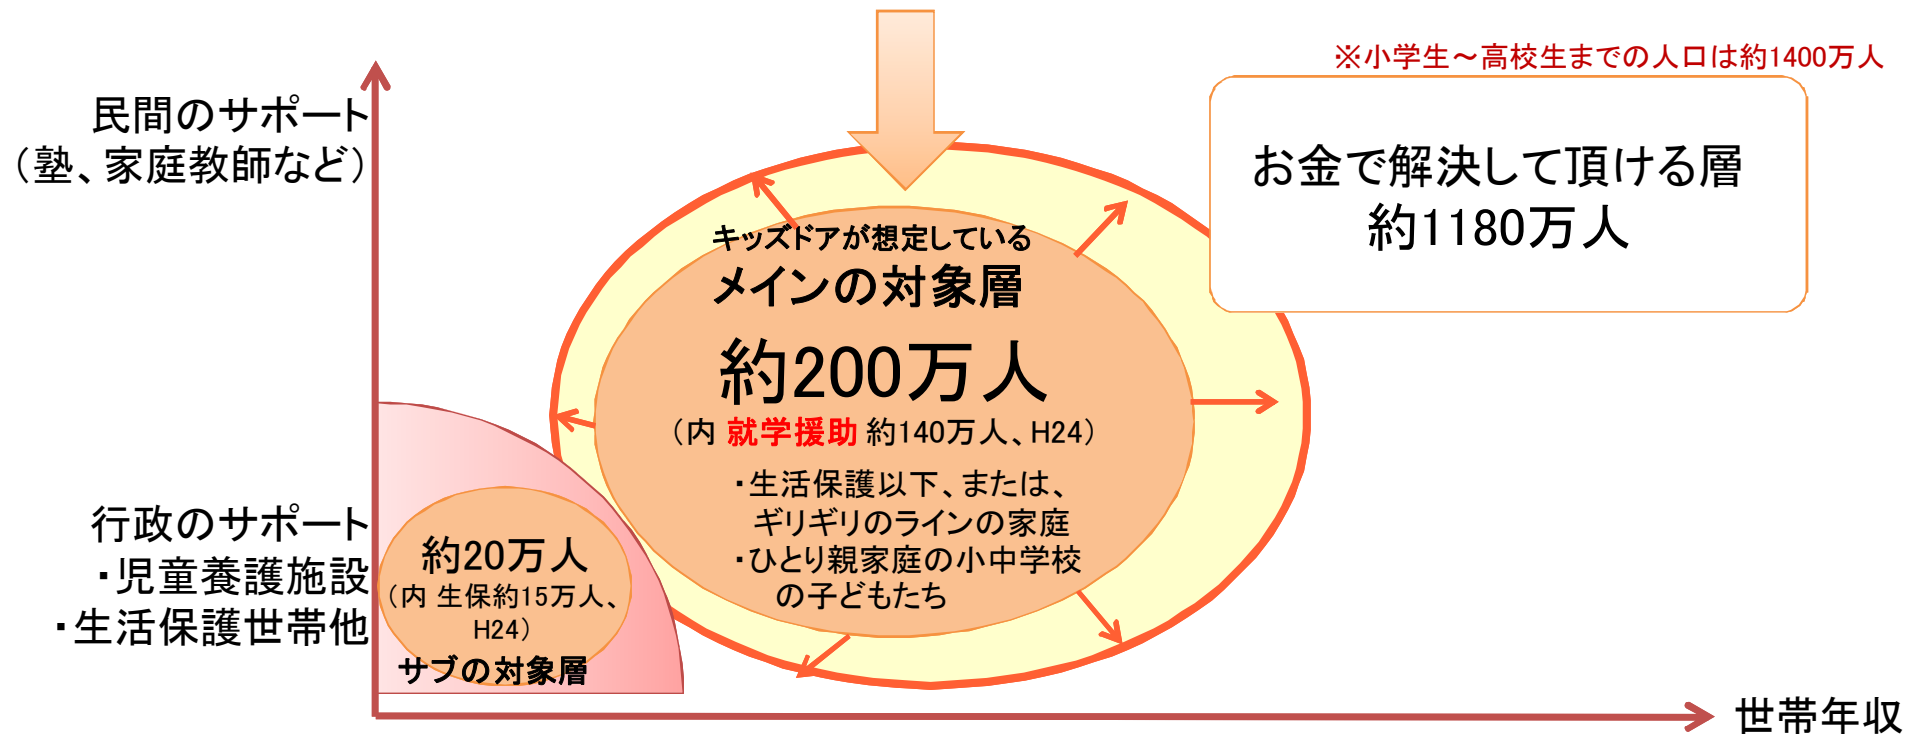 ※小学生～高校生までの人口は約1400万人
民間のサポート
（塾、家庭教師など）
お金で解決して頂ける層
約1180万人
キッズドアが想定している
メインの対象層
約200万人
（内 就学援助 約140万人、H24）
・生活保護以下、または、
ギリギリのラインの家庭
・ひとり親家庭の小中学校
の子どもたち
行政のサポート
・児童養護施設
・生活保護世帯他
約20万人
（内 生保約15万人、
H24）
サブの対象層
世帯年収